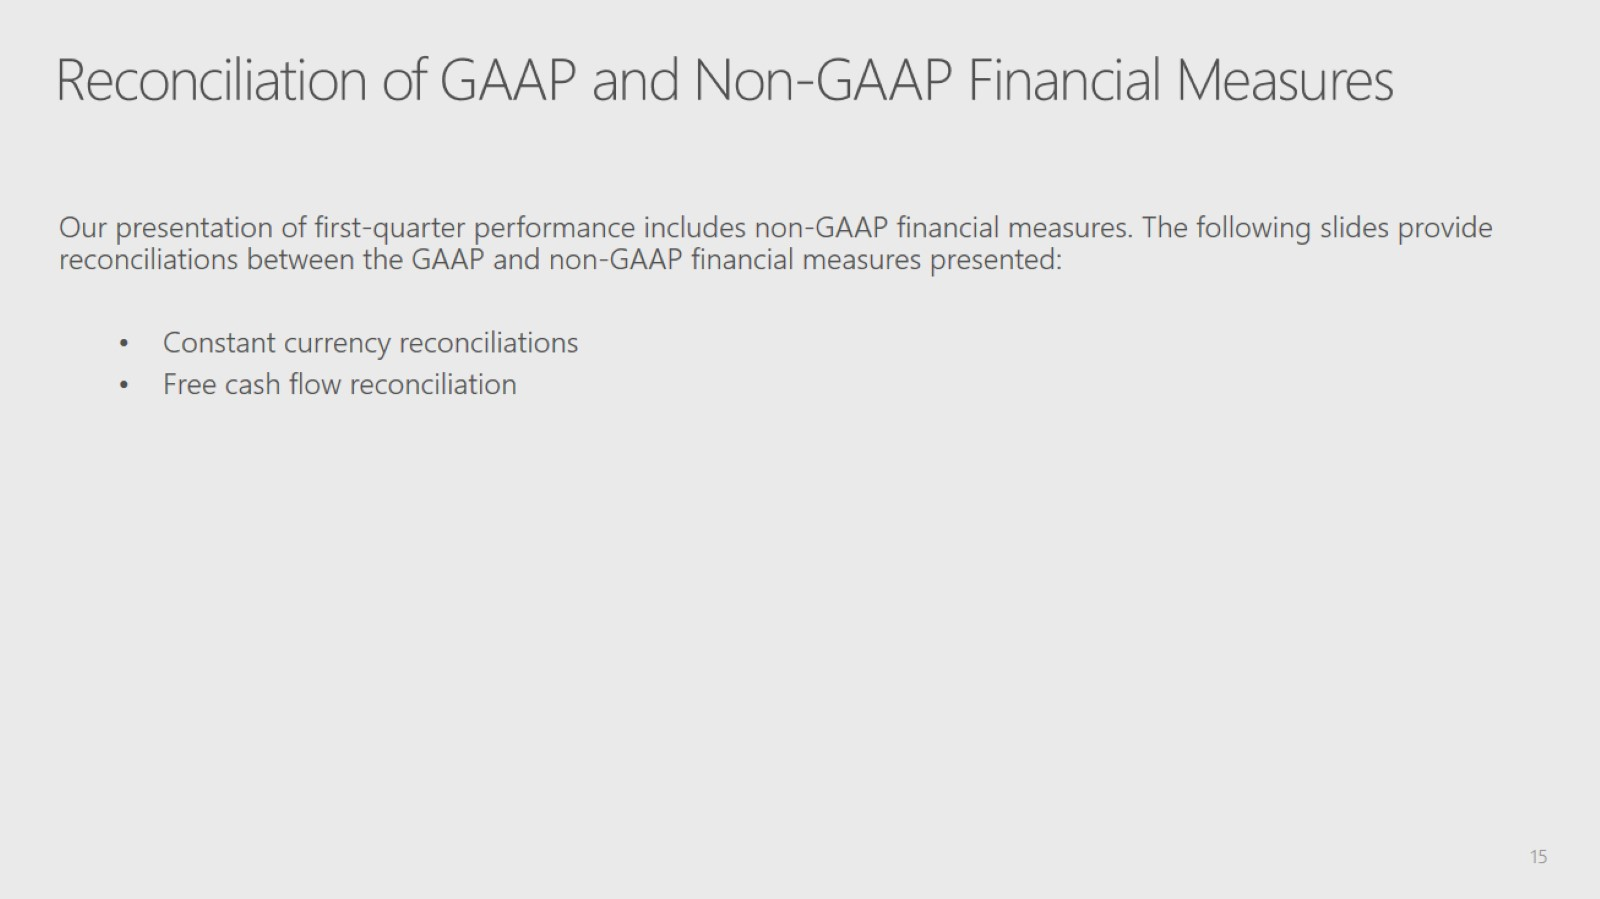 Reconciliation of GAAP and Non-GAAP Financial Measures
Our presentation of first-quarter performance includes non-GAAP financial measures. The following slides provide
reconciliations between the GAAP and non-GAAP financial measures presented:
• Constant currency reconciliations
• Free cash flow reconciliation
15